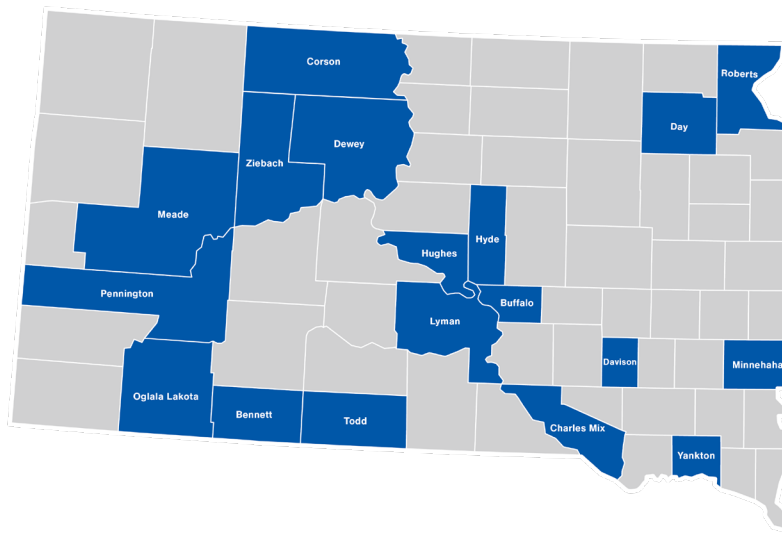 Corson
Roberts
Day
Dewey
Ziebach
Meade
Hyde
Hughes
Pennington
Buffalo
Lyman
Davison
Minnehaha
Oglala Lakota
Bennett
Todd
Charles Mix
Yankton